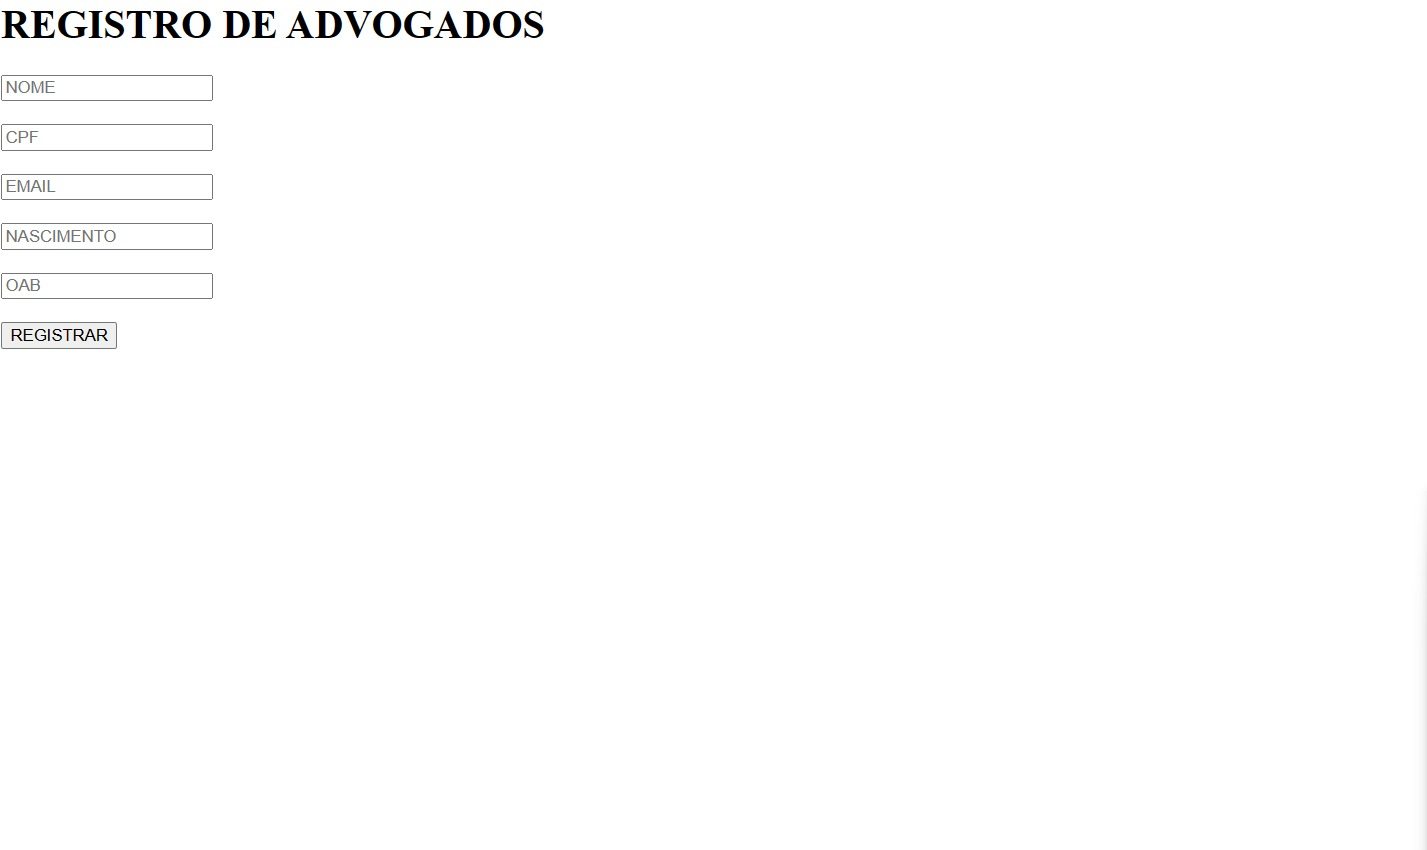 REGISTRO DE ADVOGADOS
NOME
CPF
EMAIL
NASCIMENTO
OAB
REGISTRAR